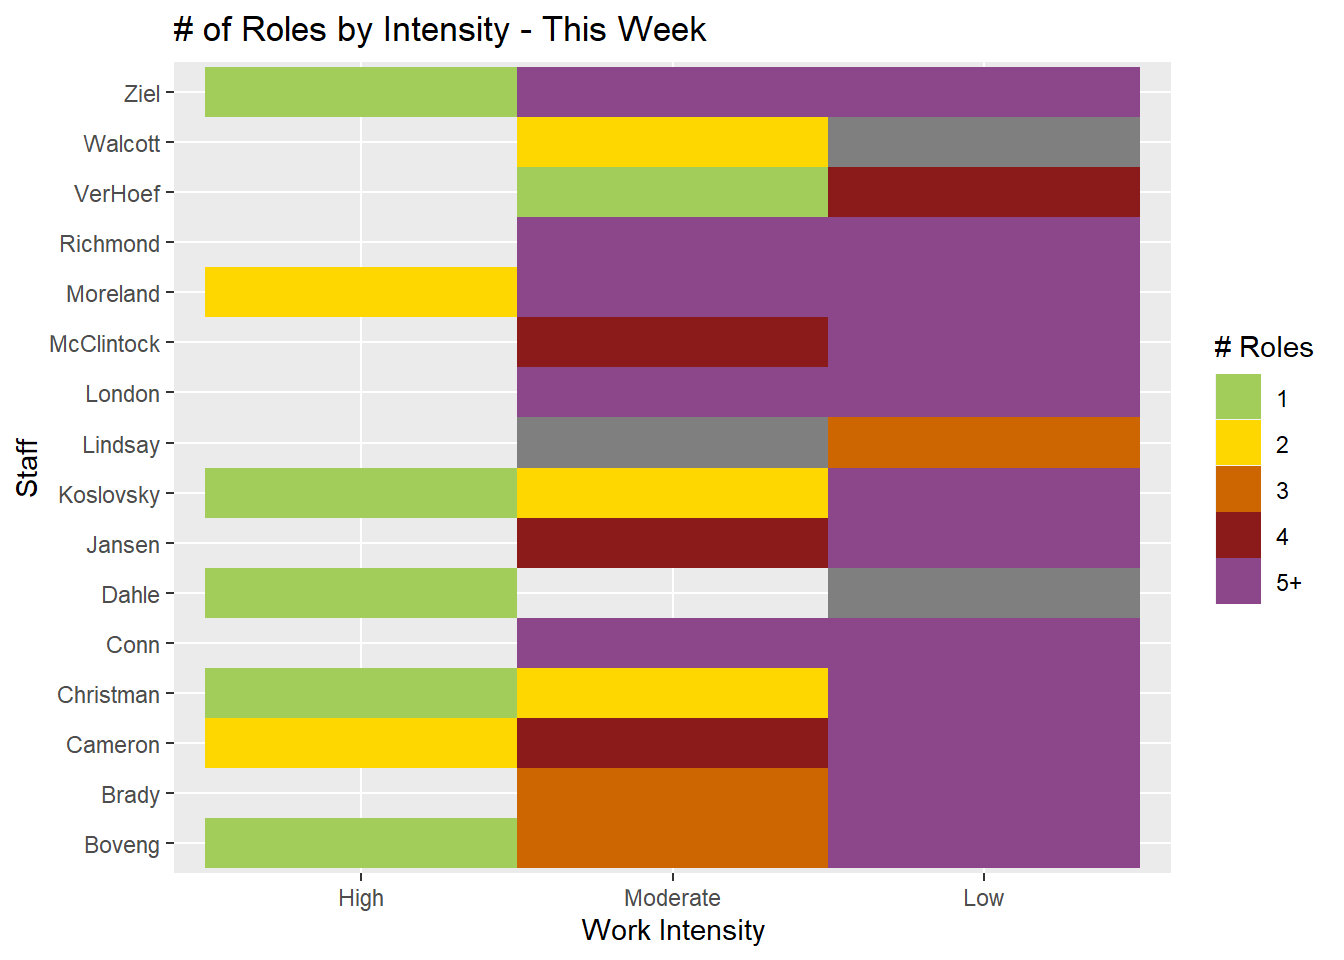 # of Roles by Intensity - This Week
Staff
Ziel
Walcott
VerHoef
Richmond
Moreland
McClintock
London
Lindsay
Koslovsky
Jansen
Dahle
Conn
Christman
Cameron
Brady
Boveng
High Moderate Low
Work Intensity
# Roles
1
2
3
4
5+